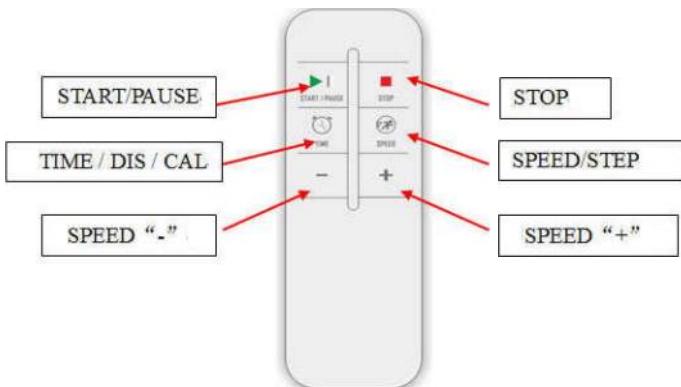 START/PAUSE
STOP
START / PAUSE
STOP
TIME / DIS / CAL
SPEED/STEP
TIME
SPEED
- +
SPEED “-”
SPEED “+”